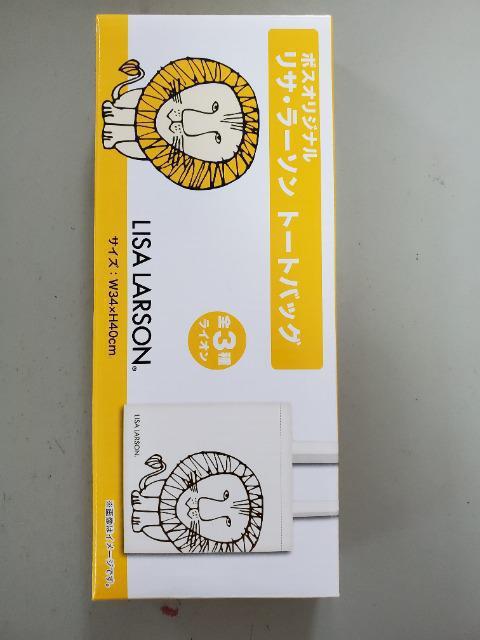 ボスオリジナル
リサ・ラーソン トートバッグ
全3種
ライオン
LISA LARSON®
サイズ：W34×H40cm
LISA LARSON.
※画像はイメージです。